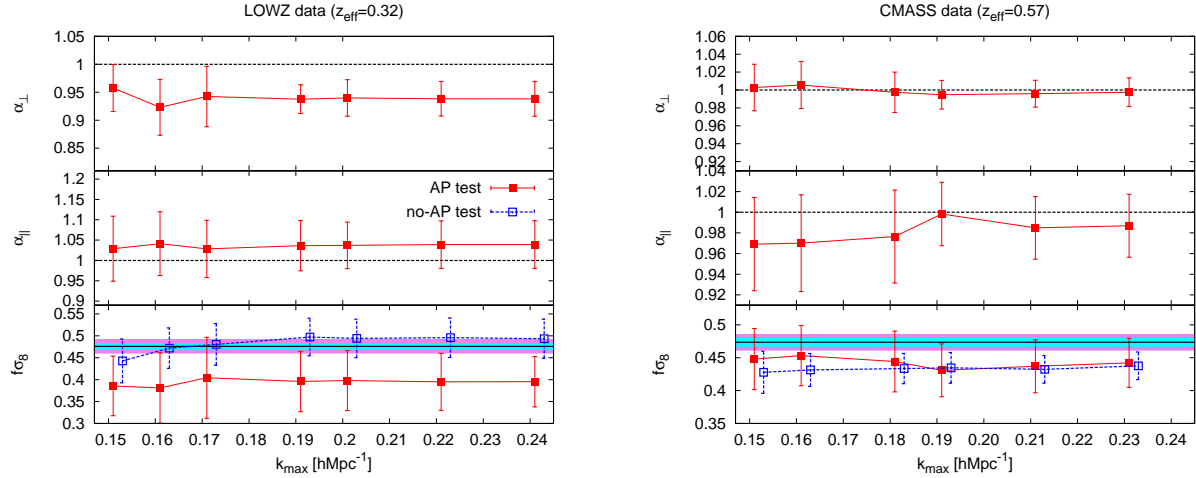 LOWZ data (z_eff=0.32)
1.05
1
0.95
0.9
0.85
α⊥
1.2
1.15
1.1
1.05
1
0.95
0.9
α||
AP test
no-AP test
0.55
0.5
0.45
0.4
0.35
0.3
fσ8
0.15 0.16 0.17 0.18 0.19 0.2 0.21 0.22 0.23 0.24
k_max [hMpc^-1]
CMASS data (z_eff=0.57)
1.06
1.04
1.02
1
0.98
0.96
0.94
0.92
α⊥
1.04
1.02
1
0.98
0.96
0.94
0.92
α||
0.5
0.45
0.4
0.35
fσ8
0.15 0.16 0.17 0.18 0.19 0.2 0.21 0.22 0.23 0.24
k_max [hMpc^-1]